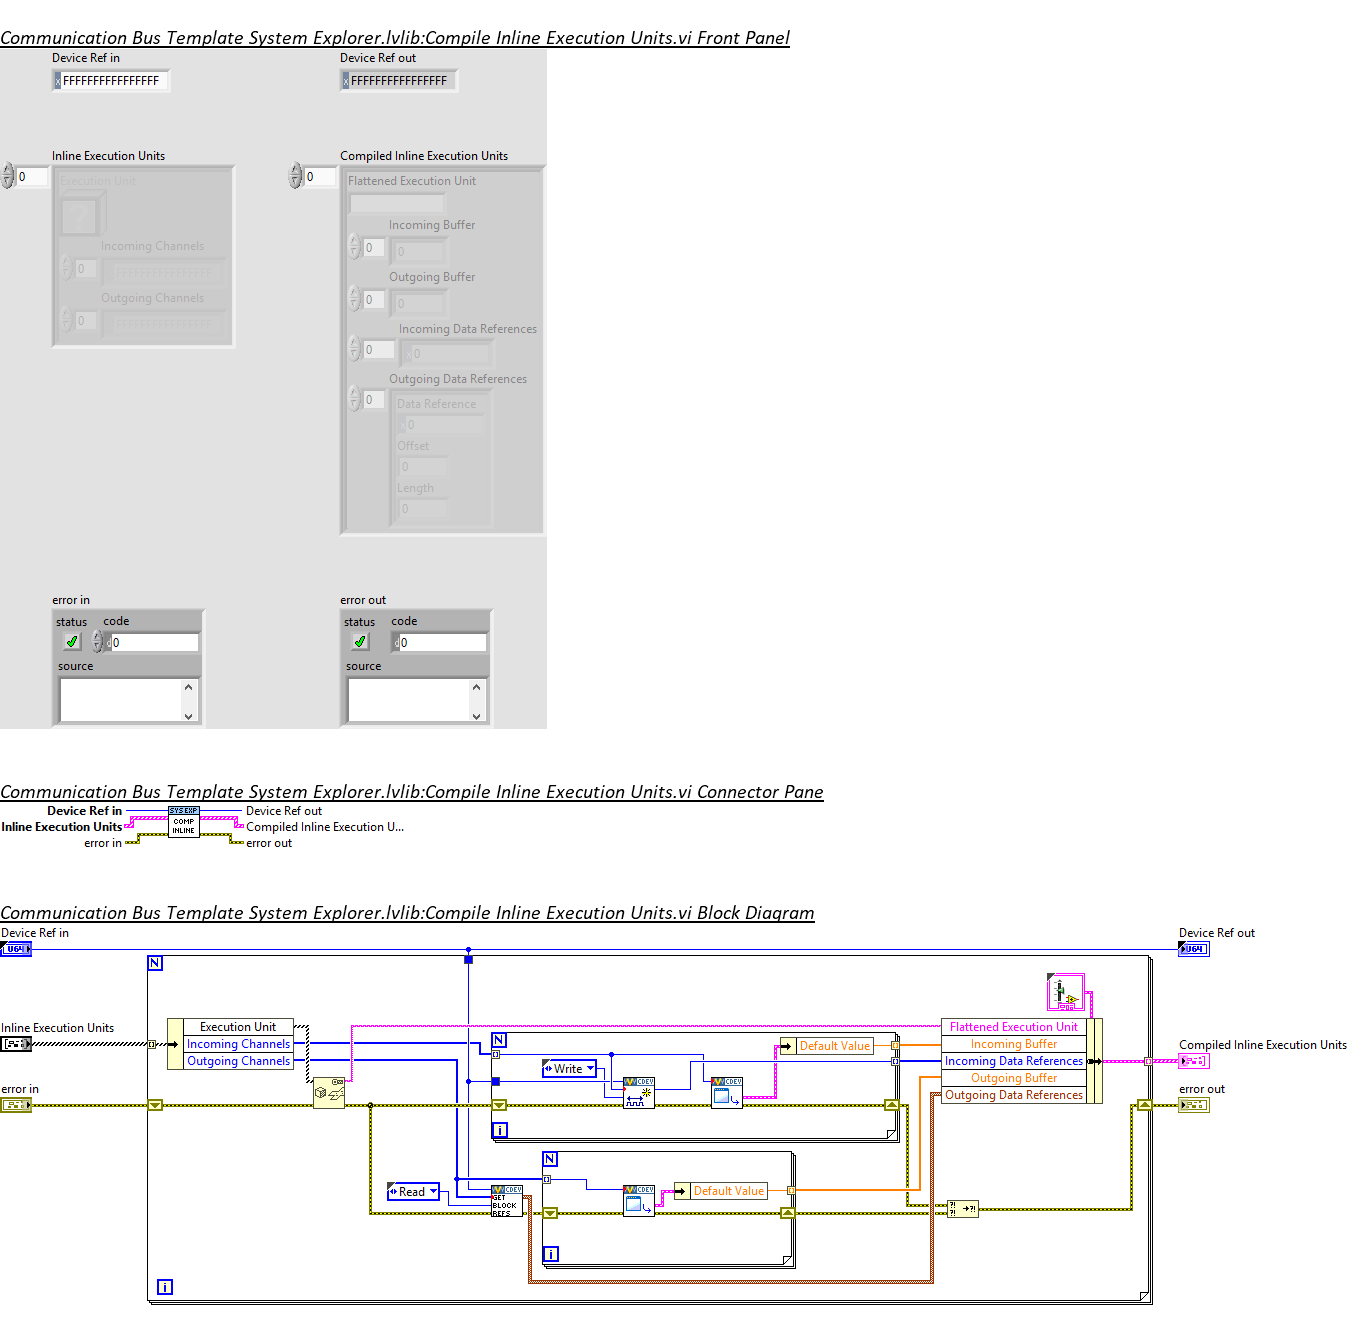 Communication Bus Template System Explorer.lvlib:Compile Inline Execution Units.vi Front Panel
Device Ref in
Device Ref out
x FFFFFFFFFFFFFFFF
x FFFFFFFFFFFFFFFF
Inline Execution Units
Compiled Inline Execution Units
0
0
Execution Unit
?
Incoming Channels
0
FFFFFFFFFFFFFFFF
Outgoing Channels
0
FFFFFFFFFFFFFFFF
Flattened Execution Unit
Incoming Buffer
0
0
Outgoing Buffer
0
0
Incoming Data References
0
x 0
Outgoing Data References
0
Data Reference
x 0
Offset
0
Length
0
error in
status code
d 0
source
error out
status code
d 0
source
Communication Bus Template System Explorer.lvlib:Compile Inline Execution Units.vi Connector Pane
Device Ref in
Inline Execution Units
error in
SYS EXP
COMP
INLINE
Device Ref out
Compiled Inline Execution U...
error out
Communication Bus Template System Explorer.lvlib:Compile Inline Execution Units.vi Block Diagram
Device Ref in
U64
Device Ref out
U64
N
Inline Execution Units
Execution Unit
Incoming Channels
Outgoing Channels
error in
N
Write
CDEV
CDEV
Default Value
i
Flattened Execution Unit
Incoming Buffer
Incoming Data References
Outgoing Buffer
Outgoing Data References
Compiled Inline Execution Units
error out
Read
CDEV
GET
BLOCK
REFS
N
CDEV
Default Value
i
?!
?!
?!
i